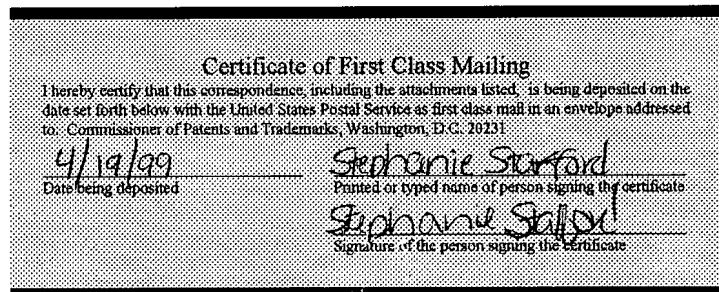 Certificate of First Class Mailing
I hereby certify that this correspondence, including the attachments listed, is being deposited on the
date set forth below with the United States Postal Service as first class mail in an envelope addressed
to: Commissioner of Patents and Trademarks, Washington, D.C. 20231
4/19/99 Stephanie Stafford
Date being deposited Printed or typed name of person signing the certificate
Stephanie Stafford
Signature of the person signing the certificate